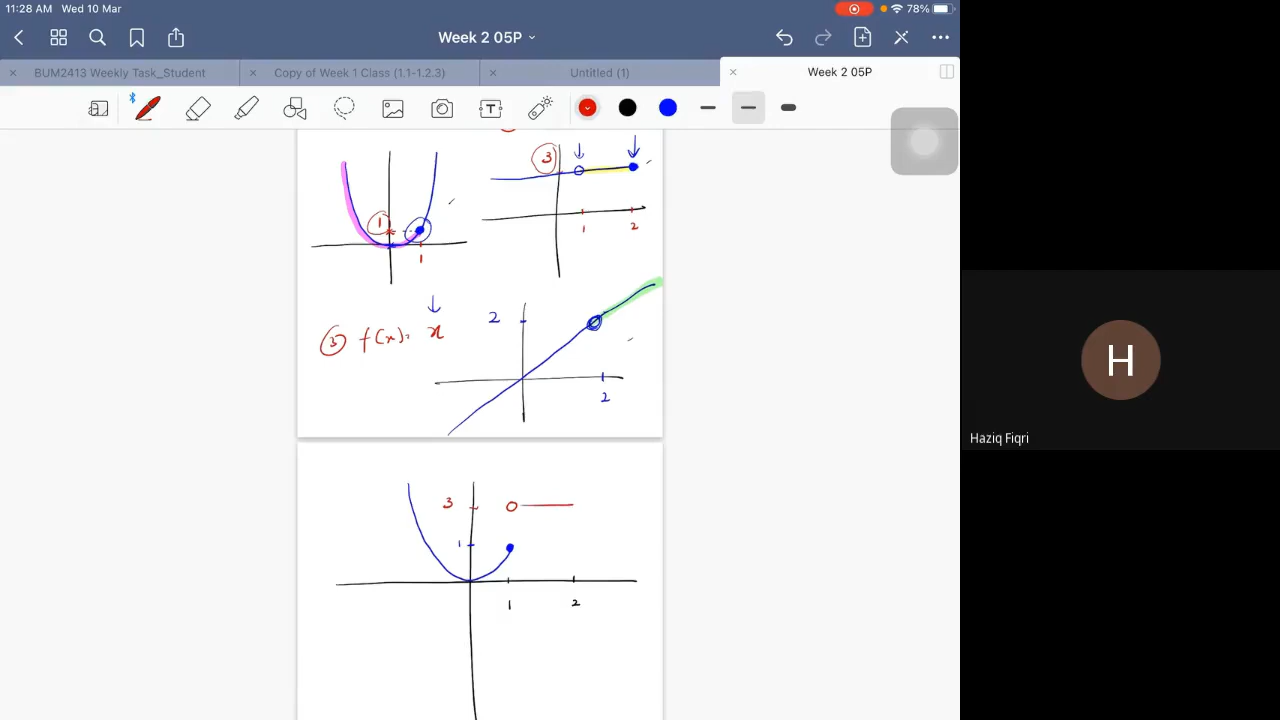 11:28 AM Wed 10 Mar
78%
Week 2 05P
BUM2413 Weekly Task_Student
Copy of Week 1 Class (1.1-1.2.3)
Untitled (1)
Week 2 05P
T
3
1
1
1
2
③ f(x)= x
2
2
3
1
1
2
H
Haziq Fiqri